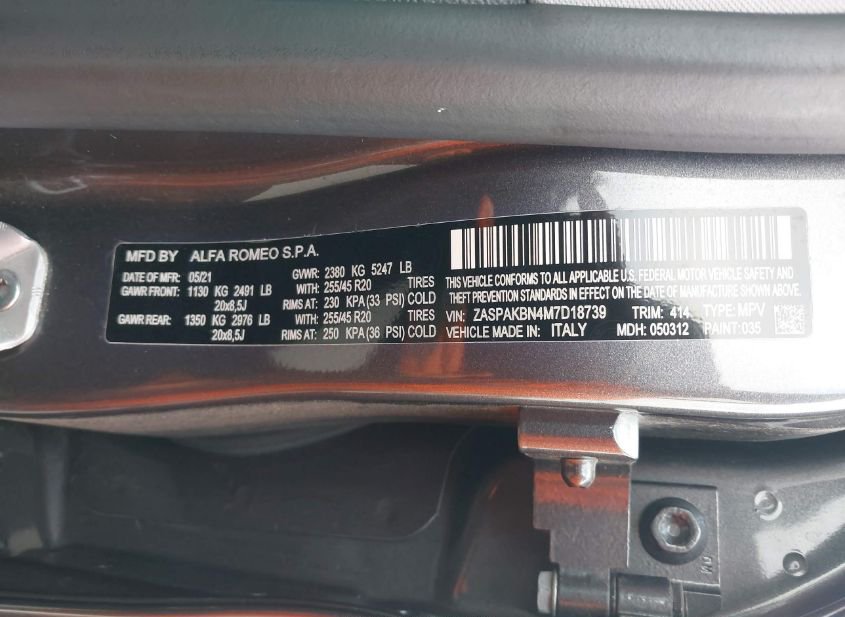 MFD BY ALFA ROMEO S.P.A.
DATE OF MFR: 05/21 GVWR: 2380 KG 5247 LB
GAWR FRONT: 1130 KG 2491 LB WITH: 255/45 R20 TIRES
20x8,5J RIMS AT: 230 KPA(33 PSI) COLD
GAWR REAR: 1350 KG 2976 LB WITH: 255/45 R20 TIRES
20x8,5J RIMS AT: 250 KPA(36 PSI) COLD
THIS VEHICLE CONFORMS TO ALL APPLICABLE U.S. FEDERAL MOTOR VEHICLE SAFETY AND
THEFT PREVENTION STANDARDS IN EFFECT ON THE DATE OF MANUFACTURE SHOWN ABOVE.
VIN: ZASPAKBN4M7D18739 TRIM: 414 TYPE: MPV
VEHICLE MADE IN: ITALY MDH: 050312 PAINT: 035